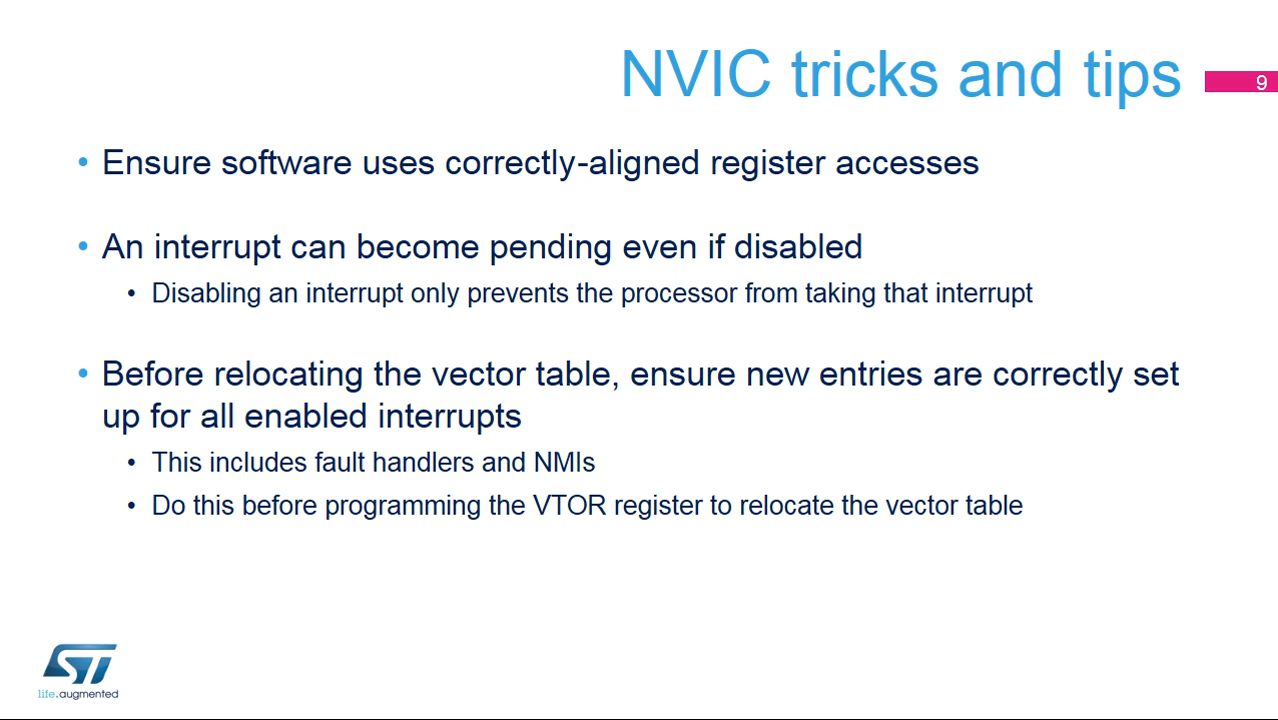 NVIC tricks and tips
9
• Ensure software uses correctly-aligned register accesses
• An interrupt can become pending even if disabled
• Disabling an interrupt only prevents the processor from taking that interrupt
• Before relocating the vector table, ensure new entries are correctly set
up for all enabled interrupts
• This includes fault handlers and NMIs
• Do this before programming the VTOR register to relocate the vector table
ST
life.augmented